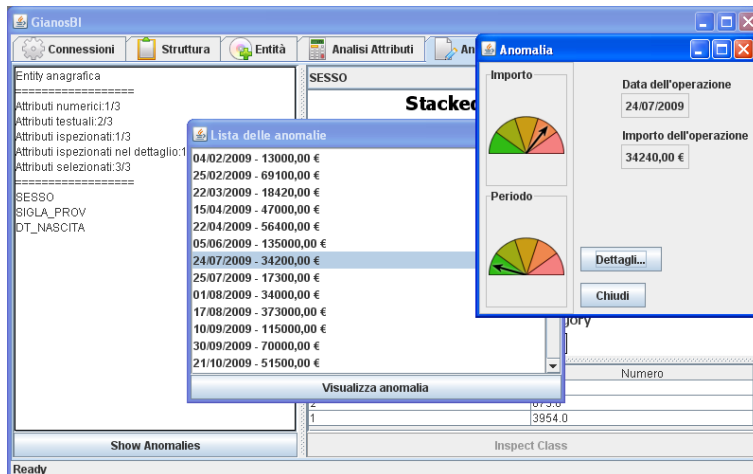 GianosBI
Connessioni
Struttura
Entità
Analisi Attributi
An
Entity anagrafica
==================
Attributi numerici:1/3
Attributi testuali:2/3
Attributi ispezionati:1/3
Attributi ispezionati nel dettaglio:1
Attributi selezionati:3/3
==================
SESSO
SIGLA_PROV
DT_NASCITA
Show Anomalies
SESSO
Stacked
Lista delle anomalie
04/02/2009 - 13000,00 €
25/02/2009 - 69100,00 €
22/03/2009 - 18420,00 €
15/04/2009 - 47000,00 €
22/04/2009 - 56400,00 €
05/06/2009 - 135000,00 €
24/07/2009 - 34200,00 €
25/07/2009 - 17300,00 €
01/08/2009 - 34000,00 €
17/08/2009 - 373000,00 €
10/09/2009 - 115000,00 €
30/09/2009 - 70000,00 €
21/10/2009 - 51500,00 €
Visualizza anomalia
Anomalia
Importo
Data dell'operazione
24/07/2009
Importo dell'operazione
34240,00 €
Periodo
Dettagli...
Chiudi
gory
Numero
1 3954.0
Inspect Class
Ready